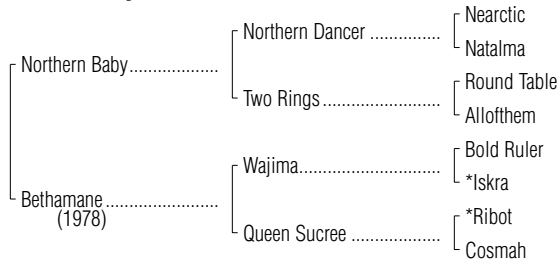 Nearctic
Northern Dancer ...............
Natalma
Northern Baby...................
Round Table
Two Rings ........................
Allofthem
Bold Ruler
Wajima.............................
*Iskra
Bethamane ........................
(1978)
*Ribot
Queen Sucree ...................
Cosmah